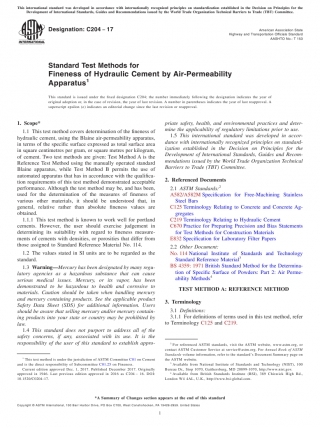 This international standard was developed in accordance with internationally recognized principles on standardization established in the Decision on Principles for the
Development of International Standards, Guides and Recommendations issued by the World Trade Organization Technical Barriers to Trade (TBT) Committee.
Designation: C204 − 17
American Association State
Highway and Transportation Officials Standard
AASHTO No.: T 153
Standard Test Methods for
Fineness of Hydraulic Cement by Air-Permeability
Apparatus1
This standard is issued under the fixed designation C204; the number immediately following the designation indicates the year of
original adoption or, in the case of revision, the year of last revision. A number in parentheses indicates the year of last reapproval. A
superscript epsilon (ε) indicates an editorial change since the last revision or reapproval.
1. Scope*
1.1 This test method covers determination of the fineness of
hydraulic cement, using the Blaine air-permeability apparatus,
in terms of the specific surface expressed as total surface area
in square centimetres per gram, or square metres per kilogram,
of cement. Two test methods are given: Test Method A is the
Reference Test Method using the manually operated standard
Blaine apparatus, while Test Method B permits the use of
automated apparatus that has in accordance with the qualifica-
tion requirements of this test method demonstrated acceptable
performance. Although the test method may be, and has been,
used for the determination of the measures of fineness of
various other materials, it should be understood that, in
general, relative rather than absolute fineness values are
obtained.
1.1.1 This test method is known to work well for portland
cements. However, the user should exercise judgement in
determining its suitability with regard to fineness measure-
ments of cements with densities, or porosities that differ from
those assigned to Standard Reference Material No. 114.
1.2 The values stated in SI units are to be regarded as the
standard.
1.3 Warning—Mercury has been designated by many regu-
latory agencies as a hazardous substance that can cause
serious medical issues. Mercury, or its vapor, has been
demonstrated to be hazardous to health and corrosive to
materials. Caution should be taken when handling mercury
and mercury containing products. See the applicable product
Safety Data Sheet (SDS) for additional information. Users
should be aware that selling mercury and/or mercury contain-
ing products into your state or country may be prohibited by
law.
1.4 This standard does not purport to address all of the
safety concerns, if any, associated with its use. It is the
responsibility of the user of this standard to establish appro-
priate safety, health, and environmental practices and deter-
mine the applicability of regulatory limitations prior to use.
1.5 This international standard was developed in accor-
dance with internationally recognized principles on standard-
ization established in the Decision on Principles for the
Development of International Standards, Guides and Recom-
mendations issued by the World Trade Organization Technical
Barriers to Trade (TBT) Committee.
2. Referenced Documents
2.1 ASTM Standards:2
A582/A582M Specification for Free-Machining Stainless
Steel Bars
C125 Terminology Relating to Concrete and Concrete Ag-
gregates
C219 Terminology Relating to Hydraulic Cement
C670 Practice for Preparing Precision and Bias Statements
for Test Methods for Construction Materials
E832 Specification for Laboratory Filter Papers
2.2 Other Document:
No. 114 National Institute of Standards and Technology
Standard Reference Material3
BS 4359: 1971 British Standard Method for the Determina-
tion of Specific Surface of Powders: Part 2: Air Perme-
ability Methods4
TEST METHOD A: REFERENCE METHOD
3. Terminology
3.1 Definitions:
3.1.1 For definitions of terms used in this test method, refer
to Terminology C125 and C219.
1 This test method is under the jurisdiction of ASTM Committee C01 on Cement
and is the direct responsibility of Subcommittee C01.25 on Fineness.
Current edition approved Dec. 1, 2017. Published December 2017. Originally
approved in 1946. Last previous edition approved in 2016 as C204 – 16. DOI:
10.1520/C0204-17.
2 For referenced ASTM standards, visit the ASTM website, www.astm.org, or
contact ASTM Customer Service at service@astm.org. For Annual Book of ASTM
Standards volume information, refer to the standard's Document Summary page on
the ASTM website.
3 Available from National Institute of Standards and Technology (NIST), 100
Bureau Dr., Stop 1070, Gaithersburg, MD 20899-1070, http://www.nist.gov.
4 Available from British Standards Institute (BSI), 389 Chiswick High Rd.,
London W4 4AL, U.K., http://www.bsi-global.com.
*A Summary of Changes section appears at the end of this standard
Copyright © ASTM International, 100 Barr Harbor Drive, PO Box C700, West Conshohocken, PA 19428-2959. United States
1